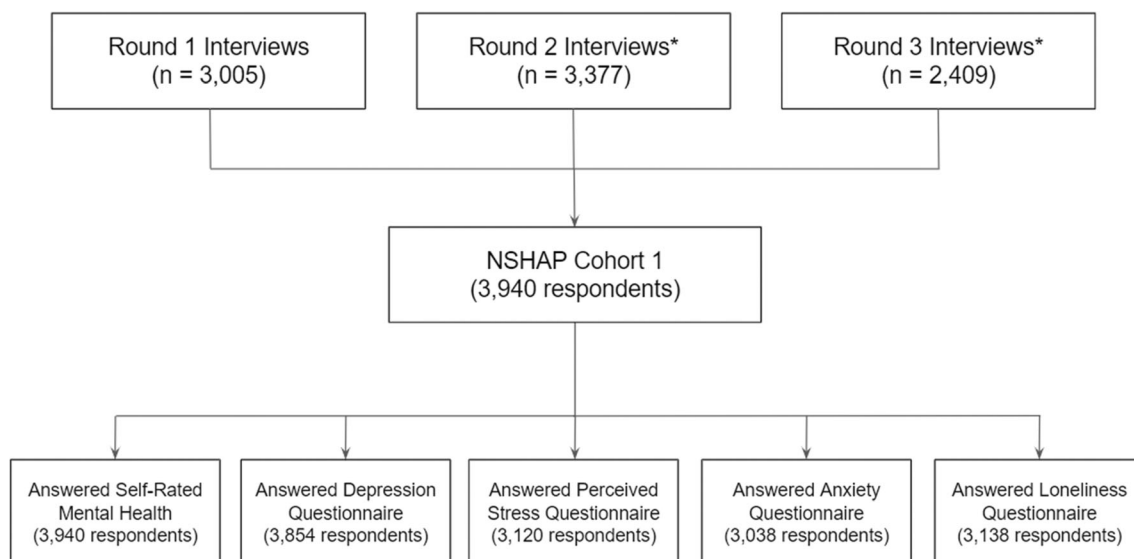 Round 1 Interviews
(n = 3,005)
Round 2 Interviews*
(n = 3,377)
Round 3 Interviews*
(n = 2,409)
NSHAP Cohort 1
(3,940 respondents)
Answered Self-Rated
Mental Health
(3,940 respondents)
Answered Depression
Questionnaire
(3,854 respondents)
Answered Perceived
Stress Questionnaire
(3,120 respondents)
Answered Anxiety
Questionnaire
(3,038 respondents)
Answered Loneliness
Questionnaire
(3,138 respondents)